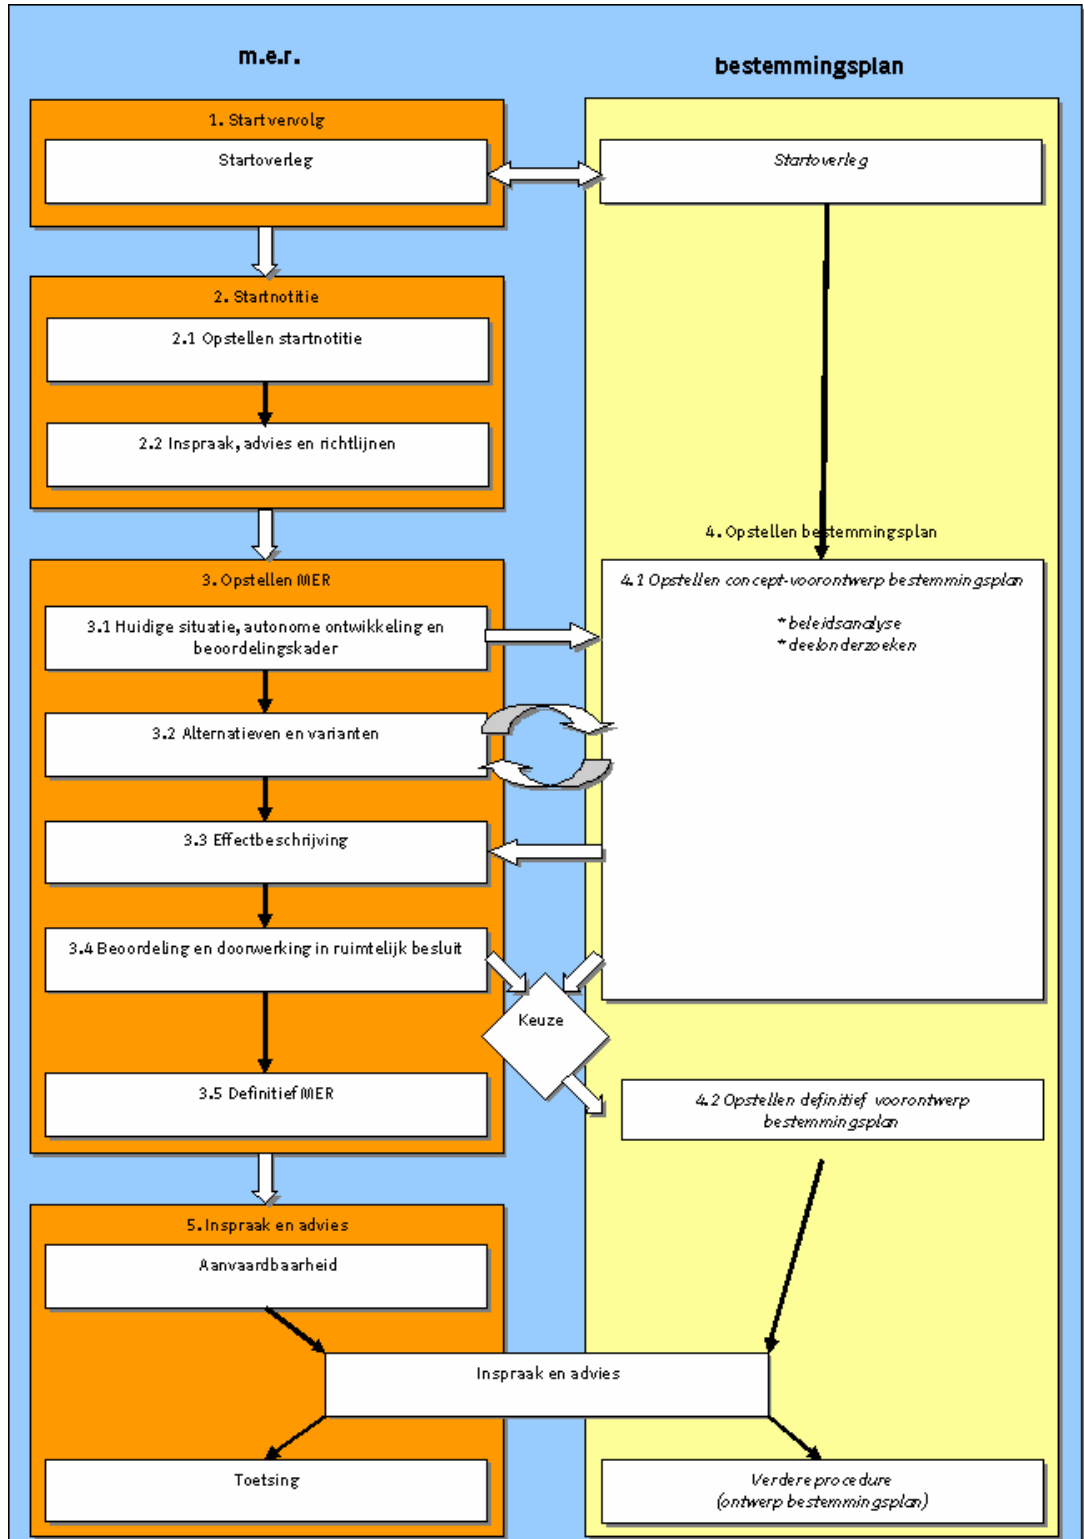 m.e.r.
bestemmingsplan
1. Startvervolg
Startoverleg
Startoverleg
2. Startnotitie
2.1 Opstellen startnotitie
2.2 Inspraak, advies en richtlijnen
4. Opstellen bestemmingsplan
3. Opstellen MER
4.1 Opstellen concept-voorontwerp bestemmingsplan
* beleidsanalyse
* deelonderzoeken
3.1 Huidige situatie, autonome ontwikkeling en
beoordelingskader
3.2 Alternatieven en varianten
3.3 Effectbeschrijving
3.4 Beoordeling en doorwerking in ruimtelijk besluit
Keuze
3.5 Definitief MER
4.2 Opstellen definitief voorontwerp
bestemmingsplan
5. Inspraak en advies
Aanvaardbaarheid
Inspraak en advies
Toetsing
Verdere procedure
(ontwerp bestemmingsplan)